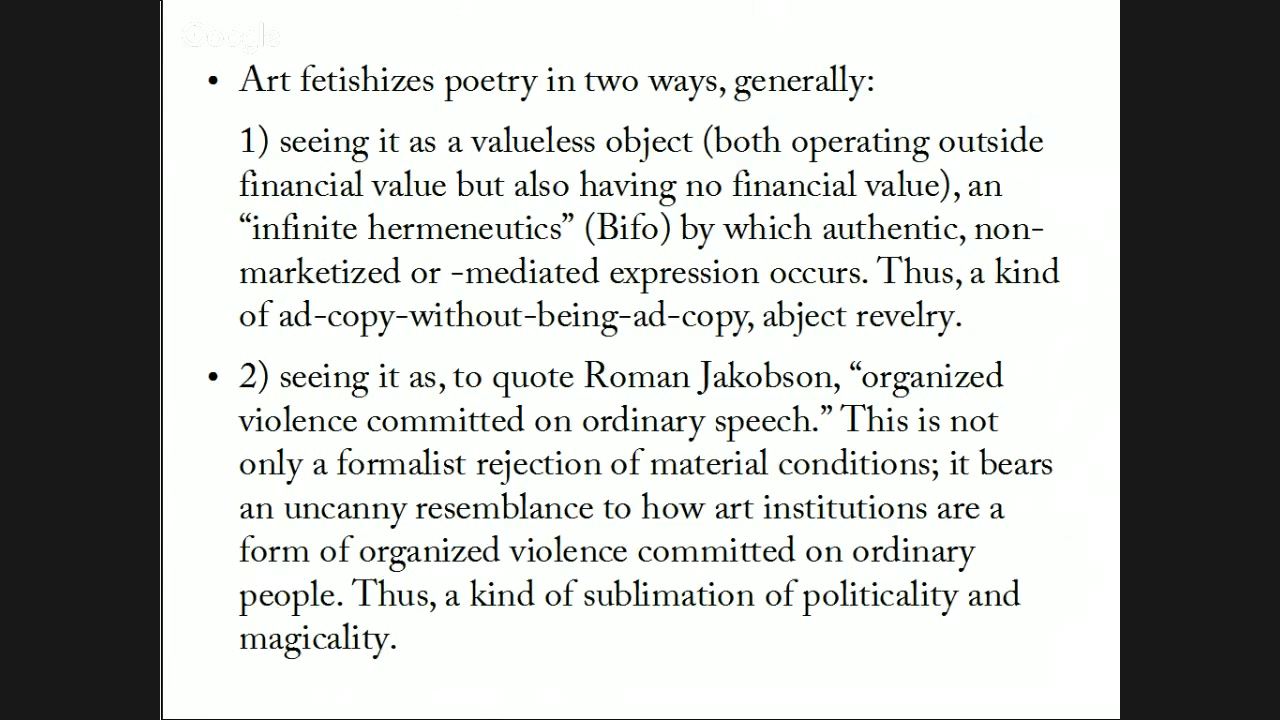 Google
• Art fetishizes poetry in two ways, generally:
1) seeing it as a valueless object (both operating outside
financial value but also having no financial value), an
“infinite hermeneutics” (Bifo) by which authentic, non-
marketized or -mediated expression occurs. Thus, a kind
of ad-copy-without-being-ad-copy, abject revelry.
• 2) seeing it as, to quote Roman Jakobson, “organized
violence committed on ordinary speech.” This is not
only a formalist rejection of material conditions; it bears
an uncanny resemblance to how art institutions are a
form of organized violence committed on ordinary
people. Thus, a kind of sublimation of politicality and
magicality.